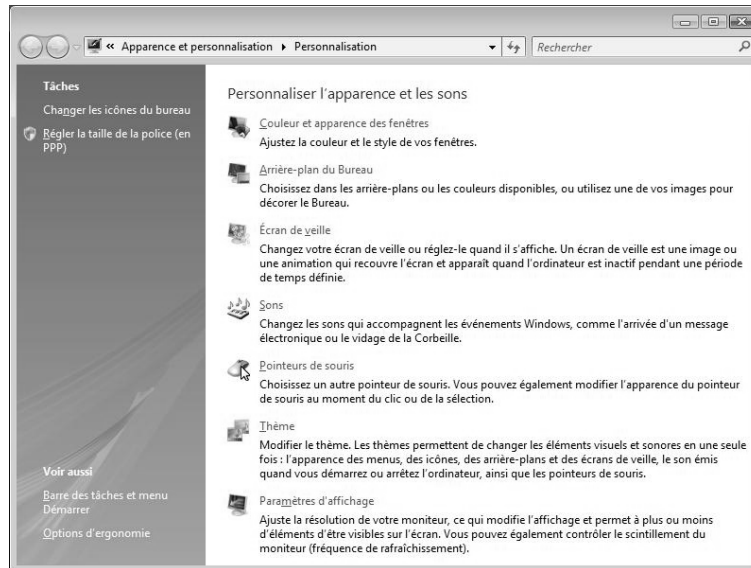 « Apparence et personnalisation Personnalisation
Rechercher
Tâches
Changer les icônes du bureau
Régler la taille de la police (en
PPP)
Voir aussi
Barre des tâches et menu
Démarrer
Options d'ergonomie
Personnaliser l'apparence et les sons
Couleur et apparence des fenêtres
Ajustez la couleur et le style de vos fenêtres.
Arrière-plan du Bureau
Choisissez dans les arrière-plans ou les couleurs disponibles, ou utilisez une de vos images pour
décorer le Bureau.
Écran de veille
Changez votre écran de veille ou réglez-le quand il s'affiche. Un écran de veille est une image ou
une animation qui recouvre l'écran et apparaît quand l'ordinateur est inactif pendant une période
de temps définie.
Sons
Changez les sons qui accompagnent les événements Windows, comme l'arrivée d'un message
électronique ou le vidage de la Corbeille.
Pointeurs de souris
Choisissez un autre pointeur de souris. Vous pouvez également modifier l'apparence du pointeur
de souris au moment du clic ou de la sélection.
Thème
Modifier le thème. Les thèmes permettent de changer les éléments visuels et sonores en une seule
fois : l'apparence des menus, des icônes, des arrière-plans et des écrans de veille, le son émis
quand vous démarrez ou arrêtez l'ordinateur, ainsi que les pointeurs de souris.
Paramètres d'affichage
Ajuste la résolution de votre moniteur, ce qui modifie l'affichage et permet à plus ou moins
d'éléments d'être visibles sur l'écran. Vous pouvez également contrôler le scintillement du
moniteur (fréquence de rafraîchissement).